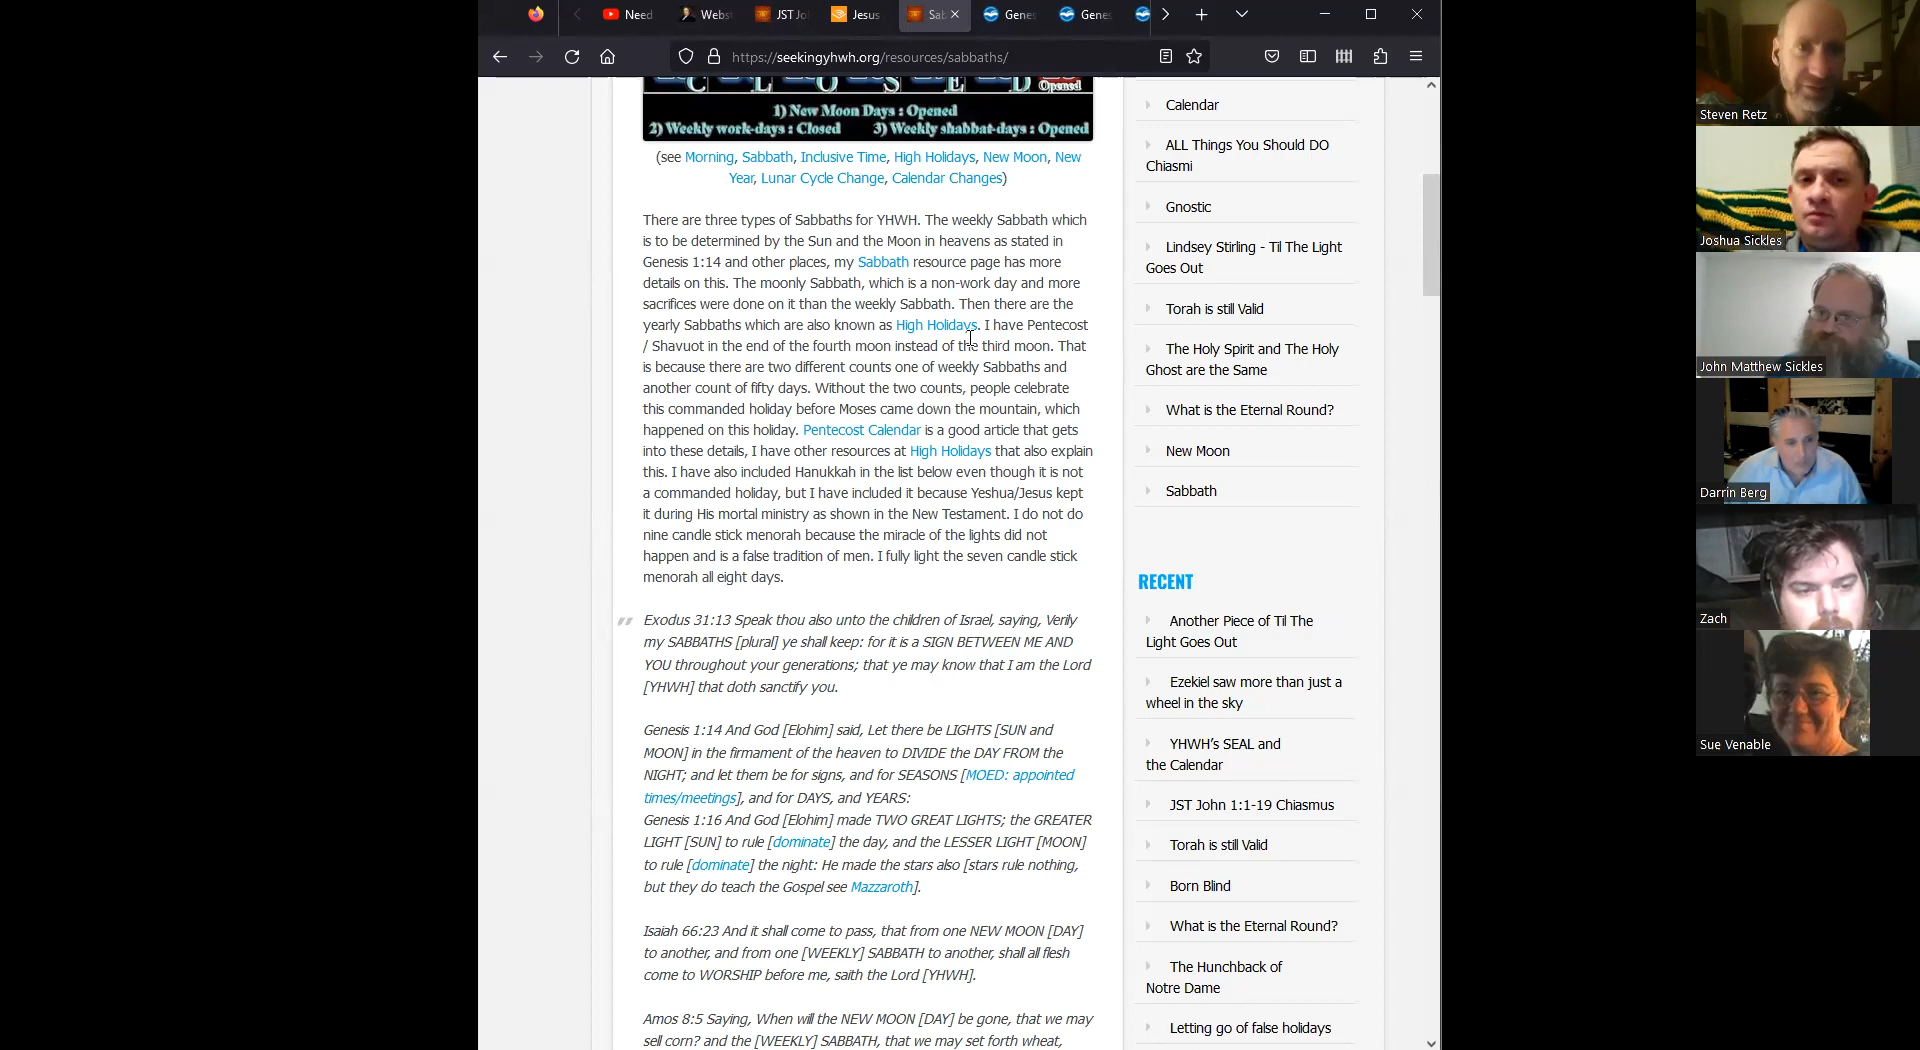 Need
Webst
JST Jo
Jesus
Sab
Gene
Genes
https://seekingyhwh.org/resources/sabbaths/
C L O S E D Opened
1) New Moon Days : Opened
2) Weekly work-days : Closed 3) Weekly shabbat-days : Opened
(see Morning, Sabbath, Inclusive Time, High Holidays, New Moon, New
Year, Lunar Cycle Change, Calendar Changes)
There are three types of Sabbaths for YHWH. The weekly Sabbath which
is to be determined by the Sun and the Moon in heavens as stated in
Genesis 1:14 and other places, my Sabbath resource page has more
details on this. The moonly Sabbath, which is a non-work day and more
sacrifices were done on it than the weekly Sabbath. Then there are the
yearly Sabbaths which are also known as High Holidays. I have Pentecost
/ Shavuot in the end of the fourth moon instead of the third moon. That
is because there are two different counts one of weekly Sabbaths and
another count of fifty days. Without the two counts, people celebrate
this commanded holiday before Moses came down the mountain, which
happened on this holiday. Pentecost Calendar is a good article that gets
into these details, I have other resources at High Holidays that also explain
this. I have also included Hanukkah in the list below even though it is not
a commanded holiday, but I have included it because Yeshua/Jesus kept
it during His mortal ministry as shown in the New Testament. I do not do
nine candle stick menorah because the miracle of the lights did not
happen and is a false tradition of men. I fully light the seven candle stick
menorah all eight days.
" Exodus 31:13 Speak thou also unto the children of Israel, saying, Verily
my SABBATHS [plural] ye shall keep: for it is a SIGN BETWEEN ME AND
YOU throughout your generations; that ye may know that I am the Lord
[YHWH] that doth sanctify you.
Genesis 1:14 And God [Elohim] said, Let there be LIGHTS [SUN and
MOON] in the firmament of the heaven to DIVIDE the DAY FROM the
NIGHT; and let them be for signs, and for SEASONS [MOED: appointed
times/meetings], and for DAYS, and YEARS:
Genesis 1:16 And God [Elohim] made TWO GREAT LIGHTS; the GREATER
LIGHT [SUN] to rule [dominate] the day, and the LESSER LIGHT [MOON]
to rule [dominate] the night: He made the stars also [stars rule nothing,
but they do teach the Gospel see Mazzaroth].
Isaiah 66:23 And it shall come to pass, that from one NEW MOON [DAY]
to another, and from one [WEEKLY] SABBATH to another, shall all flesh
come to WORSHIP before me, saith the Lord [YHWH].
Amos 8:5 Saying, When will the NEW MOON [DAY] be gone, that we may
sell corn? and the [WEEKLY] SABBATH, that we may set forth wheat,
Calendar
ALL Things You Should DO
Chiasmi
Gnostic
Lindsey Stirling - Til The Light
Goes Out
Torah is still Valid
The Holy Spirit and The Holy
Ghost are the Same
What is the Eternal Round?
New Moon
Sabbath
RECENT
Another Piece of Til The
Light Goes Out
Ezekiel saw more than just a
wheel in the sky
YHWH's SEAL and
the Calendar
JST John 1:1-19 Chiasmus
Torah is still Valid
Born Blind
What is the Eternal Round?
The Hunchback of
Notre Dame
Letting go of false holidays
Steven Retz
Joshua Sickles
John Matthew Sickles
Darrin Berg
Zach
Sue Venable